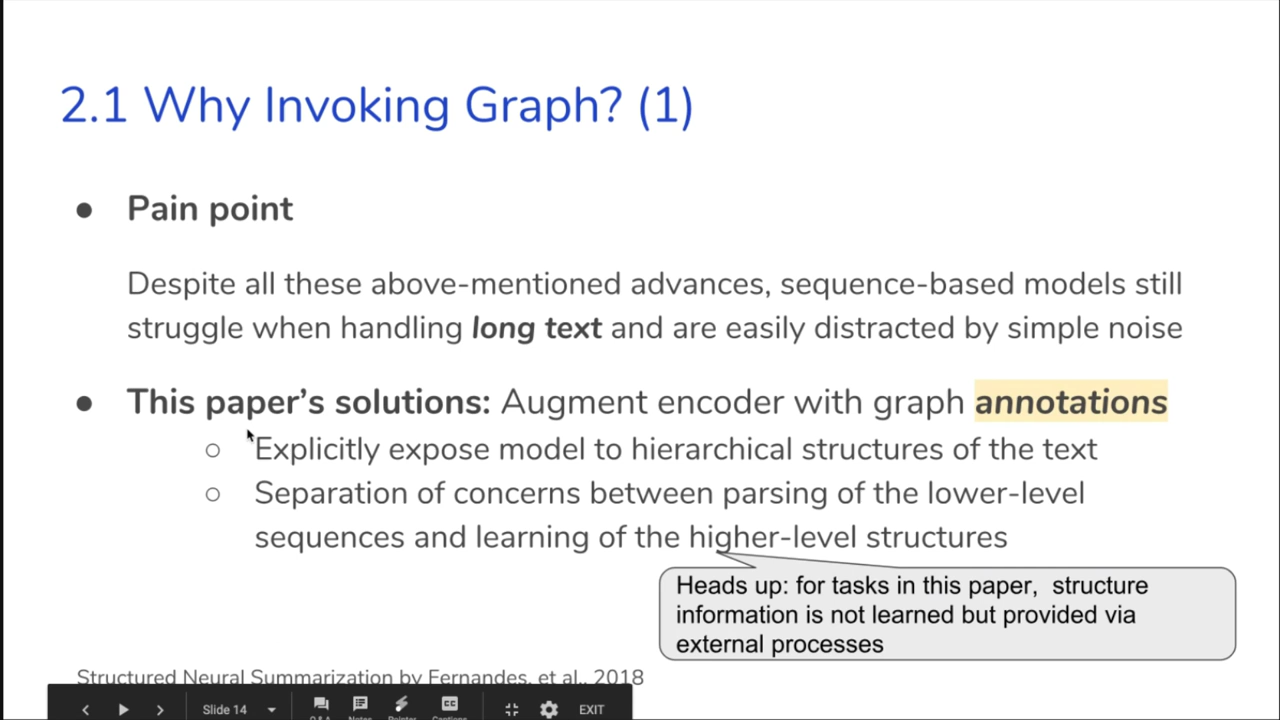 2.1 Why Invoking Graph? (1)
● Pain point
Despite all these above-mentioned advances, sequence-based models still
struggle when handling long text and are easily distracted by simple noise
● This paper's solutions: Augment encoder with graph annotations
○ Explicitly expose model to hierarchical structures of the text
○ Separation of concerns between parsing of the lower-level
sequences and learning of the higher-level structures
Heads up: for tasks in this paper, structure
information is not learned but provided via
external processes
Structured Neural Summarization by Fernandes, et al., 2018
Slide 14
Q&A Notes Pointer Captions
EXIT